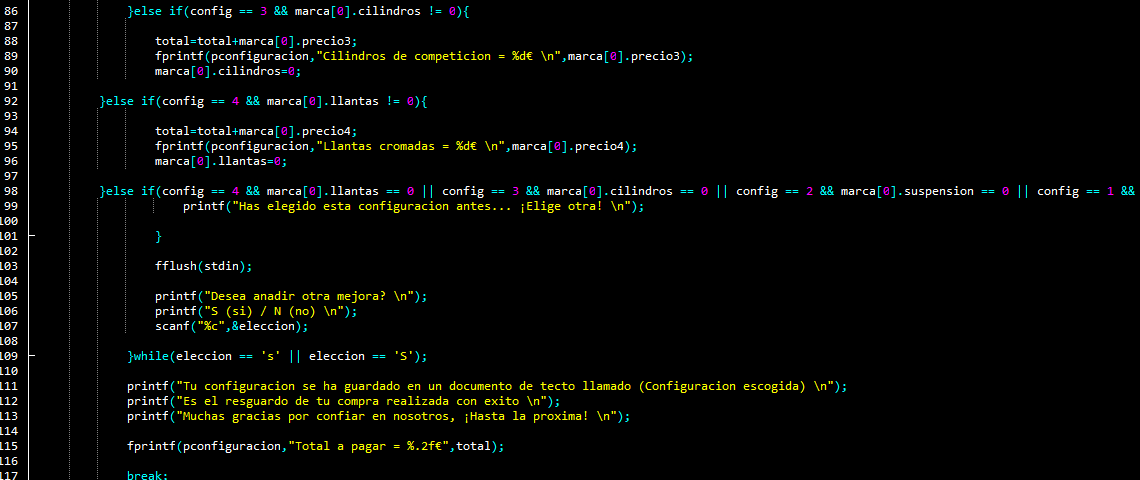 86 }else if(config == 3 && marca[0].cilindros != 0){
87
88 total=total+marca[0].precio3;
89 fprintf(pconfiguracion,"Cilindros de competicion = %d€ \n",marca[0].precio3);
90 marca[0].cilindros=0;
91
92 }else if(config == 4 && marca[0].llantas != 0){
93
94 total=total+marca[0].precio4;
95 fprintf(pconfiguracion,"Llantas cromadas = %d€ \n",marca[0].precio4);
96 marca[0].llantas=0;
97
98 }else if(config == 4 && marca[0].llantas == 0 || config == 3 && marca[0].cilindros == 0 || config == 2 && marca[0].suspension == 0 || config == 1 &&
99 printf("Has elegido esta configuracion antes... ¡Elige otra! \n");
100
101 }
102
103 fflush(stdin);
104
105 printf("Desea anadir otra mejora? \n");
106 printf("S (si) / N (no) \n");
107 scanf("%c",&eleccion);
108
109 }while(eleccion == 's' || eleccion == 'S');
110
111 printf("Tu configuracion se ha guardado en un documento de tecto llamado (Configuracion escogida) \n");
112 printf("Es el resguardo de tu compra realizada con exito \n");
113 printf("Muchas gracias por confiar en nosotros, ¡Hasta la proxima! \n");
114
115 fprintf(pconfiguracion,"Total a pagar = %.2f€",total);
116
117 break;